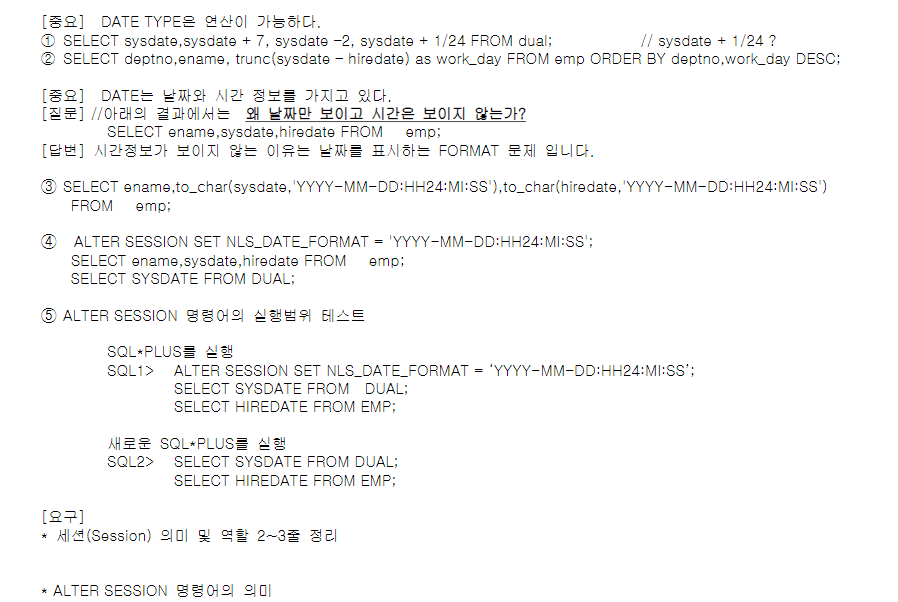 [중요] DATE TYPE은 연산이 가능하다.
① SELECT sysdate,sysdate + 7, sysdate -2, sysdate + 1/24 FROM dual; // sysdate + 1/24 ?
② SELECT deptno,ename, trunc(sysdate - hiredate) as work_day FROM emp ORDER BY deptno,work_day DESC;
[중요] DATE는 날짜와 시간 정보를 가지고 있다.
[질문] //아래의 결과에서는 왜 날짜만 보이고 시간은 보이지 않는가?
SELECT ename,sysdate,hiredate FROM emp;
[답변] 시간정보가 보이지 않는 이유는 날짜를 표시하는 FORMAT 문제 입니다.
③ SELECT ename,to_char(sysdate,'YYYY-MM-DD:HH24:MI:SS'),to_char(hiredate,'YYYY-MM-DD:HH24:MI:SS')
FROM emp;
④ ALTER SESSION SET NLS_DATE_FORMAT = 'YYYY-MM-DD:HH24:MI:SS';
SELECT ename,sysdate,hiredate FROM emp;
SELECT SYSDATE FROM DUAL;
⑤ ALTER SESSION 명령어의 실행범위 테스트
SQL*PLUS를 실행
SQL1> ALTER SESSION SET NLS_DATE_FORMAT = ‘YYYY-MM-DD:HH24:MI:SS’;
SELECT SYSDATE FROM DUAL;
SELECT HIREDATE FROM EMP;
새로운 SQL*PLUS를 실행
SQL2> SELECT SYSDATE FROM DUAL;
SELECT HIREDATE FROM EMP;
[요구]
* 세션(Session) 의미 및 역할 2~3줄 정리
* ALTER SESSION 명령어의 의미